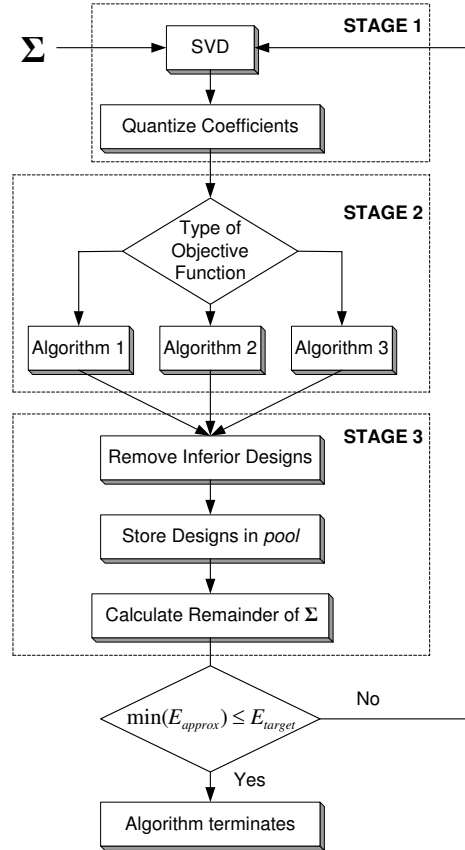 STAGE 1
Σ
SVD
Quantize Coefficients
STAGE 2
Type of
Objective
Function
Algorithm 1
Algorithm 2
Algorithm 3
STAGE 3
Remove Inferior Designs
Store Designs in pool
Calculate Remainder of Σ
min(E_approx) ≤ E_target
No
Yes
Algorithm terminates